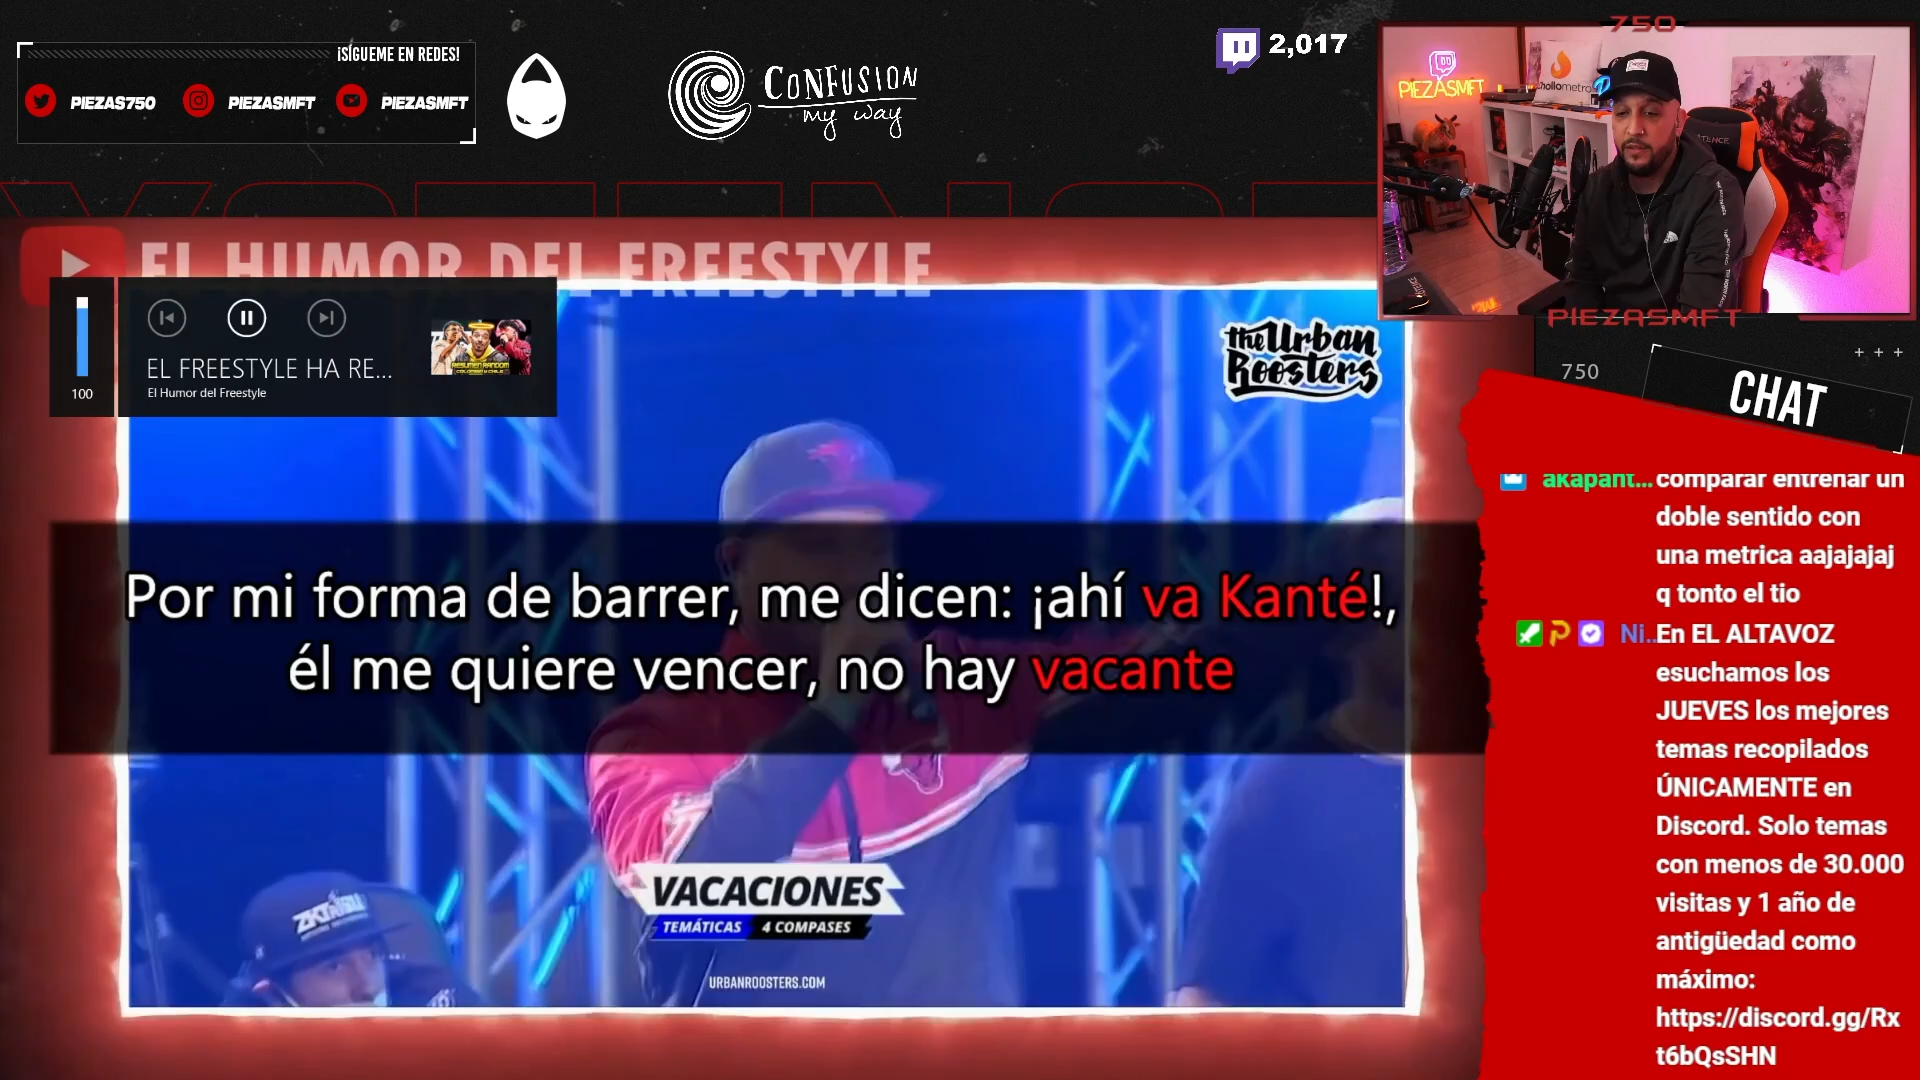 ¡SÍGUEME EN REDES!
PIEZAS750
PIEZASMFT
PIEZASMFT
CONFUSION
my way
2,017
750
PIEZASMFT
chollometro
PIEZASMFT
EL HUMOR DEL FREESTYLE
EL FREESTYLE HA RE...
El Humor del Freestyle
100
the Urban
Roosters
750
CHAT
Por mi forma de barrer, me dicen: ¡ahí va Kanté!,
él me quiere vencer, no hay vacante
VACACIONES
TEMÁTICAS 4 COMPASES
URBANROOSTERS.COM
akapant... comparar entrenar un
doble sentido con
una metrica aajajajaj
q tonto el tio
Ni.. En EL ALTAVOZ
esuchamos los
JUEVES los mejores
temas recopilados
ÚNICAMENTE en
Discord. Solo temas
con menos de 30.000
visitas y 1 año de
antigüedad como
máximo:
https://discord.gg/Rx
t6bQsSHN